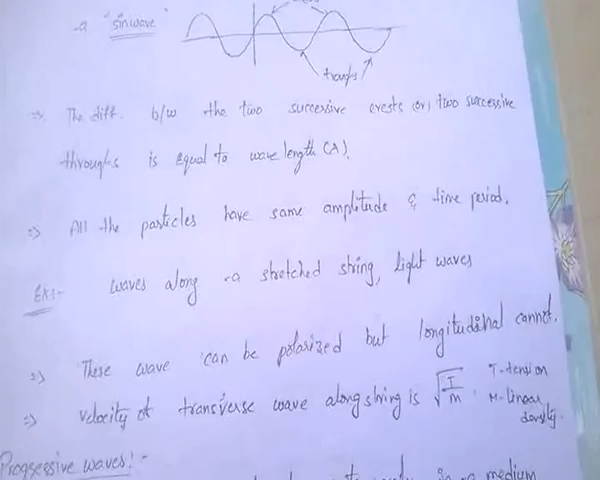 a "sinwave"
troughs
=> The diff. b/w the two successive crests (or) two successive
throughs is equal to wave length (λ).
=> All the particles have same amplitude & time period.
Ex:- waves along a stretched string, light waves
=> These wave can be polarized but longitudinal cannot.
=> velocity of transverse wave along string is √T/m . T-tension
M-linear
density.
Progressive waves:-
in a medium